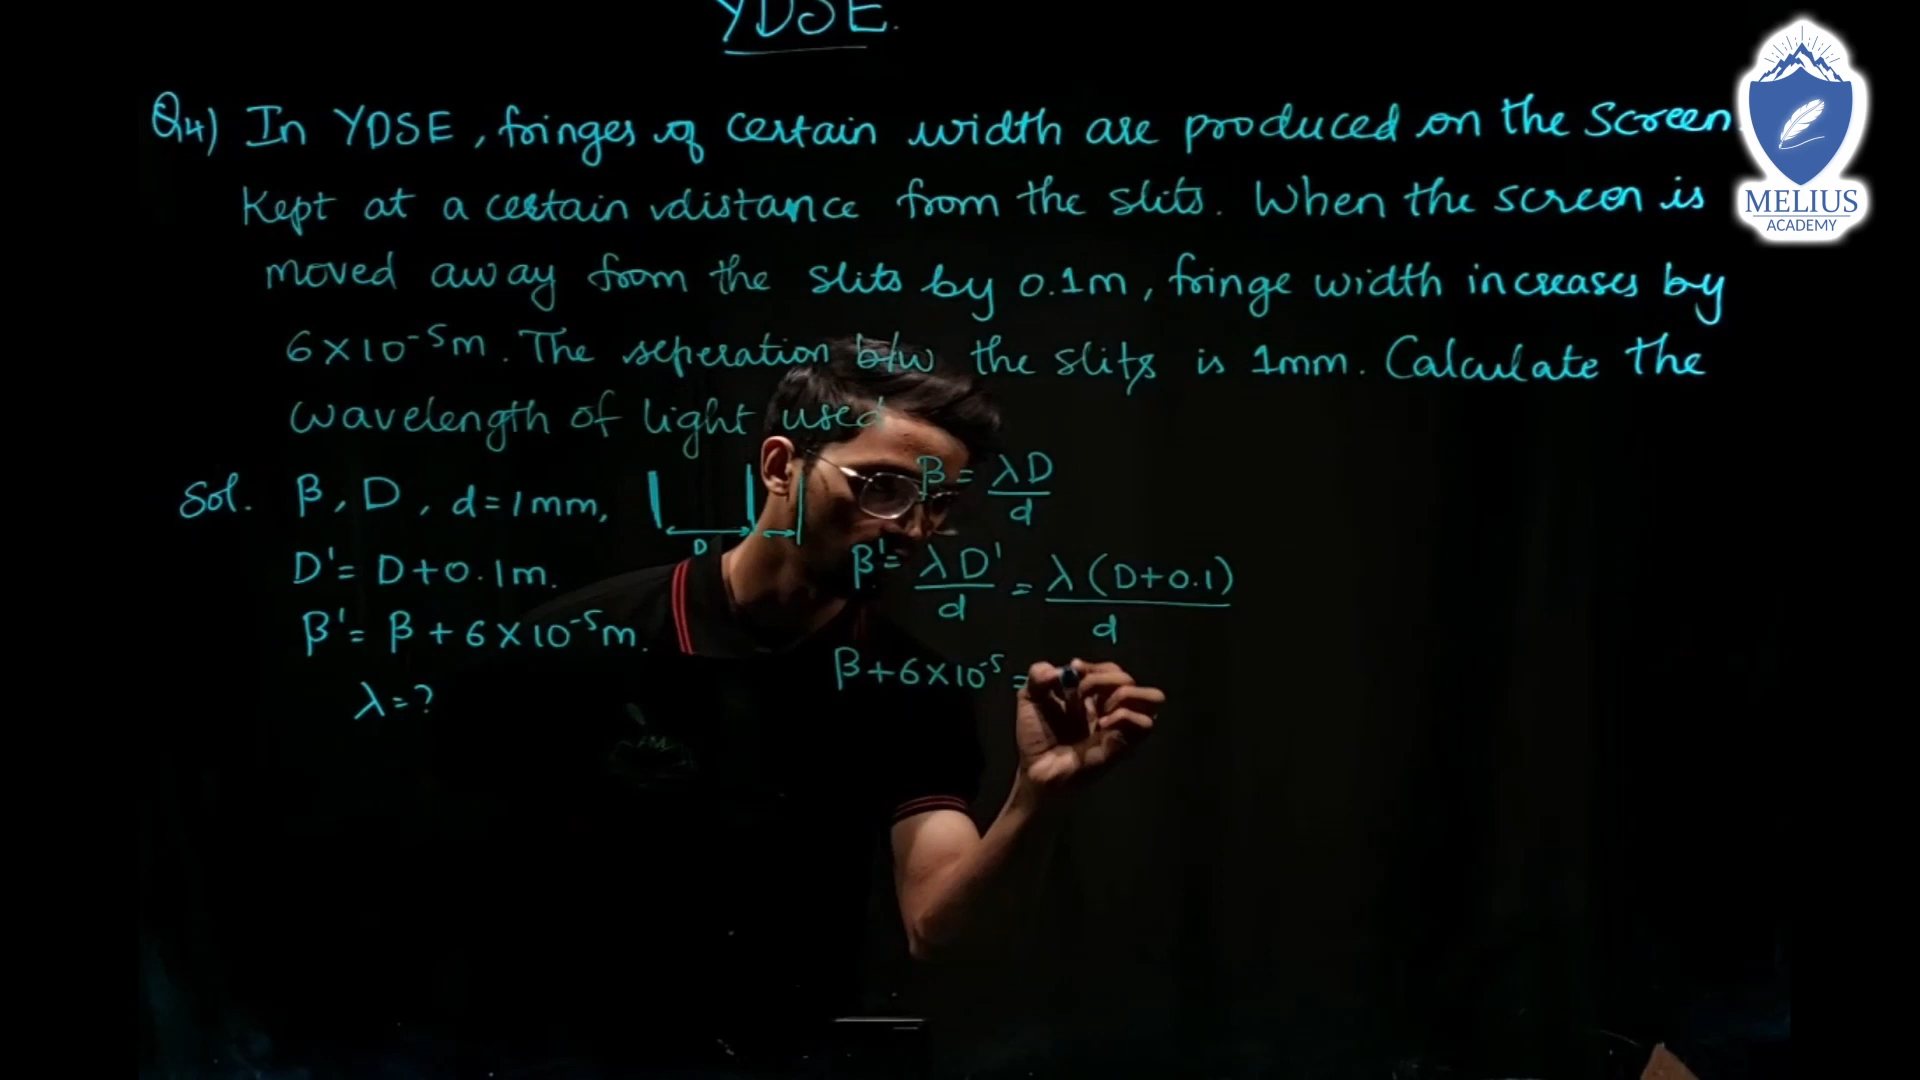 YDSE.
Q4) In YDSE, fringes of certain width are produced on the screen
Kept at a certain distance from the slits. When the screen is
moved away from the slits by 0.1m, fringe width increases by
6×10⁻⁵m. The seperation b/w the slits is 1mm. Calculate the
wavelength of light used
Sol. β, D, d=1mm,
D
D'= D+0.1m.
β'= β + 6×10⁻⁵m.
λ=?
β = λD/d
β'= λD'/d = λ(D+0.1)/d
β+6×10⁻⁵ =
MELIUS
ACADEMY